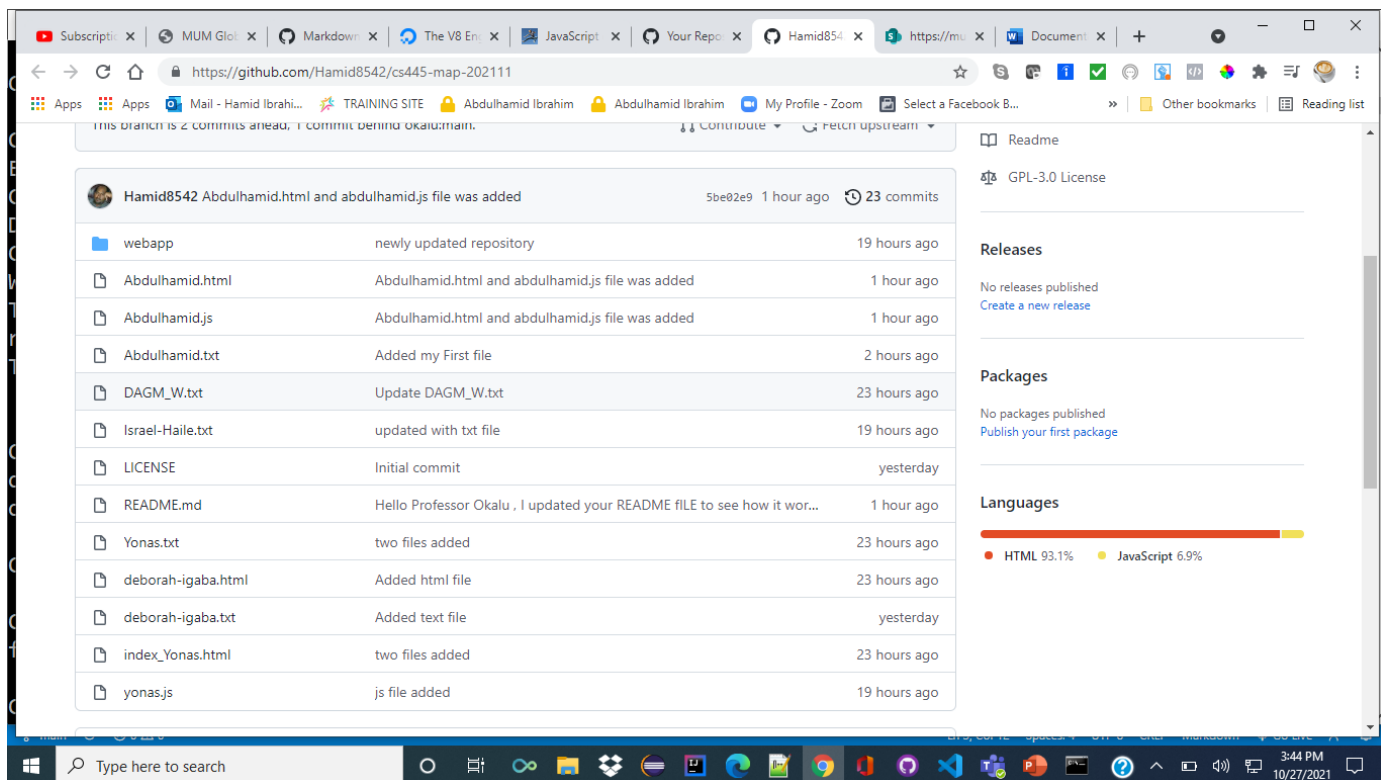 Subscriptic
MUM Glob
Markdown
The V8 Eng
JavaScript
Your Repo
Hamid854
https://mu
Document
https://github.com/Hamid8542/cs445-map-202111
Apps
Apps
Mail - Hamid Ibrahi...
TRAINING SITE
Abdulhamid Ibrahim
Abdulhamid Ibrahim
My Profile - Zoom
Select a Facebook B...
»
Other bookmarks
Reading list
This branch is 2 commits ahead, 1 commit behind okalu:main.
Contribute
Fetch upstream
Hamid8542 Abdulhamid.html and abdulhamid.js file was added 5be02e9 1 hour ago 23 commits
webapp newly updated repository 19 hours ago
Abdulhamid.html Abdulhamid.html and abdulhamid.js file was added 1 hour ago
Abdulhamid.js Abdulhamid.html and abdulhamid.js file was added 1 hour ago
Abdulhamid.txt Added my First file 2 hours ago
DAGM_W.txt Update DAGM_W.txt 23 hours ago
Israel-Haile.txt updated with txt file 19 hours ago
LICENSE Initial commit yesterday
README.md Hello Professor Okalu , I updated your README fILE to see how it wor... 1 hour ago
Yonas.txt two files added 23 hours ago
deborah-igaba.html Added html file 23 hours ago
deborah-igaba.txt Added text file yesterday
index_Yonas.html two files added 23 hours ago
yonas.js js file added 19 hours ago
Readme
GPL-3.0 License
Releases
No releases published
Create a new release
Packages
No packages published
Publish your first package
Languages
HTML 93.1% JavaScript 6.9%
Type here to search
3:44 PM
10/27/2021